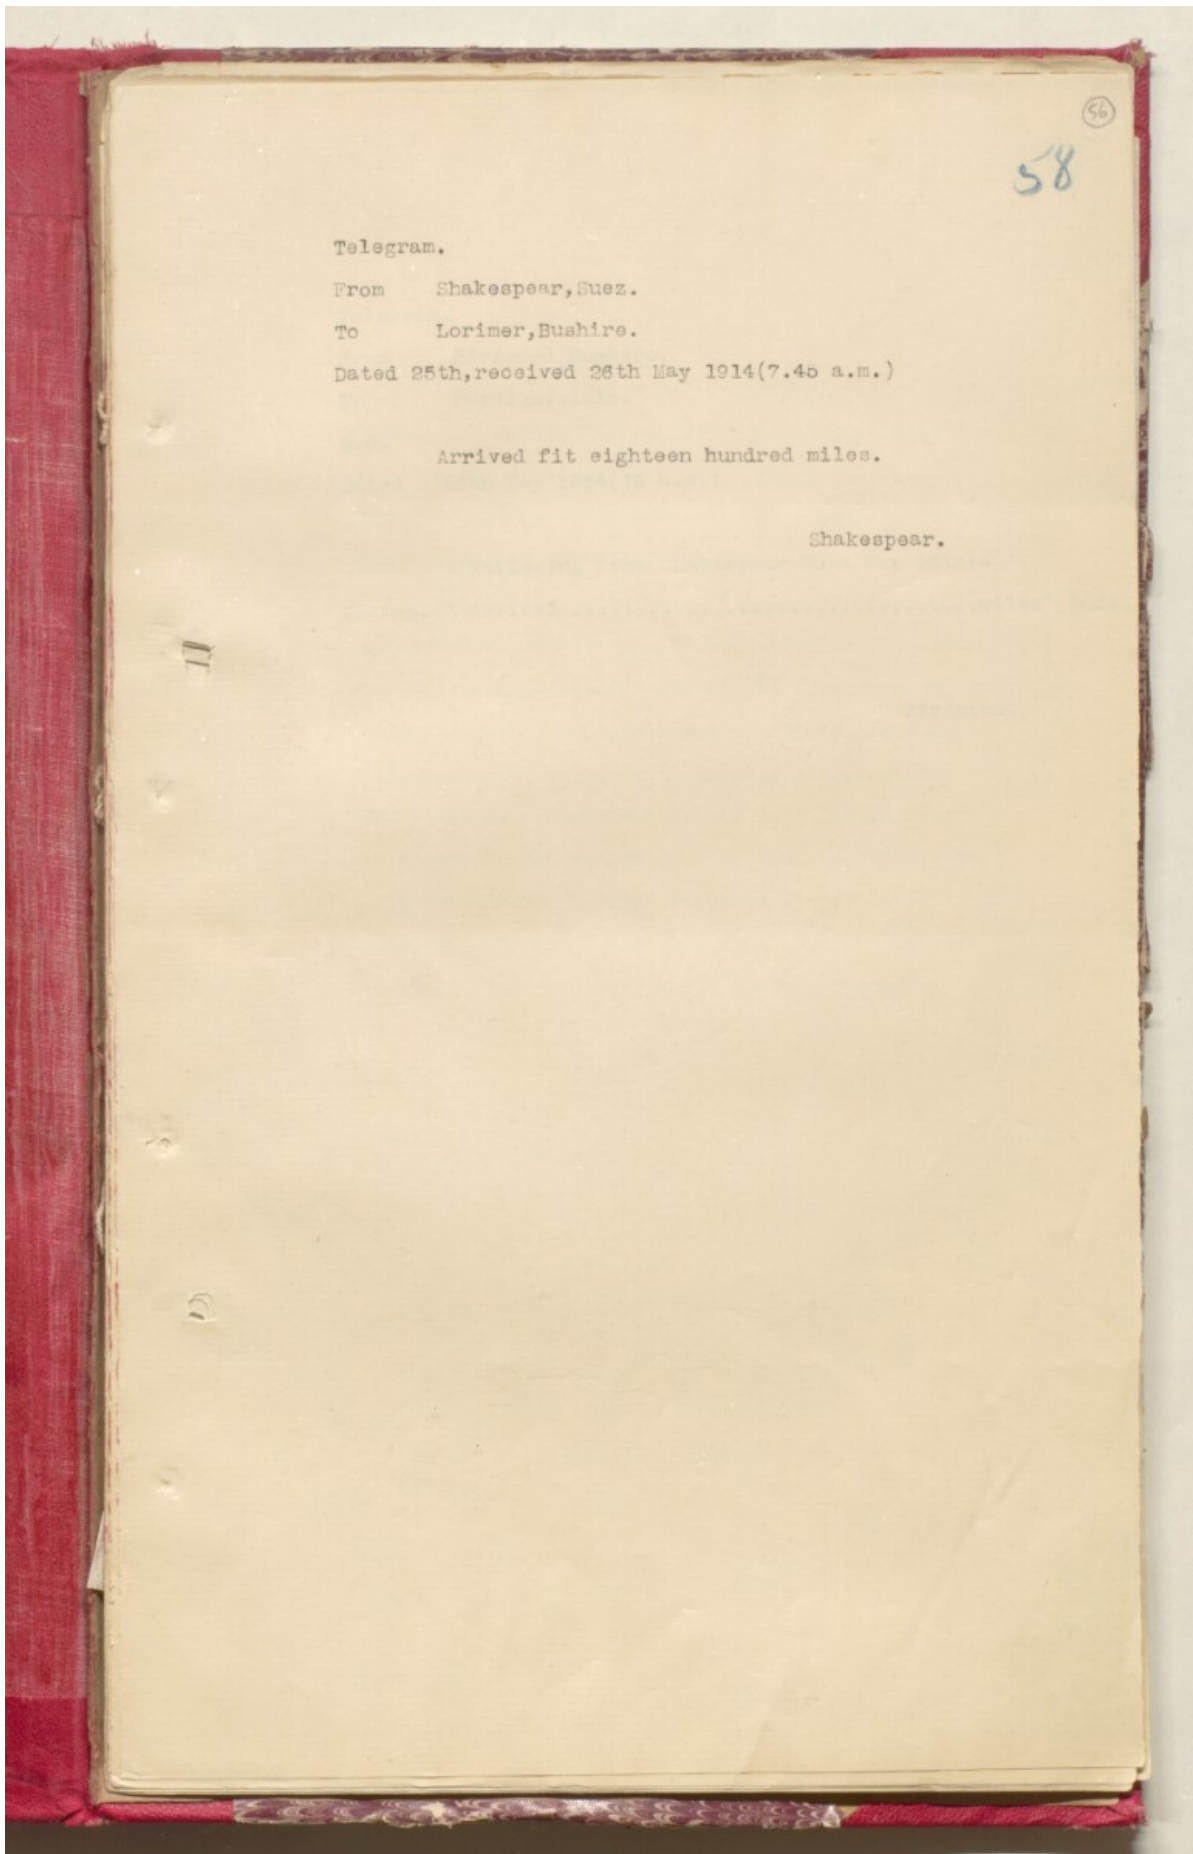 56
58
Telegram.
From Shakespear,Suez.
To Lorimer,Bushire.
Dated 25th,received 26th May 1914(7.45 a.m.)
Arrived fit eighteen hundred miles.
Shakespear.